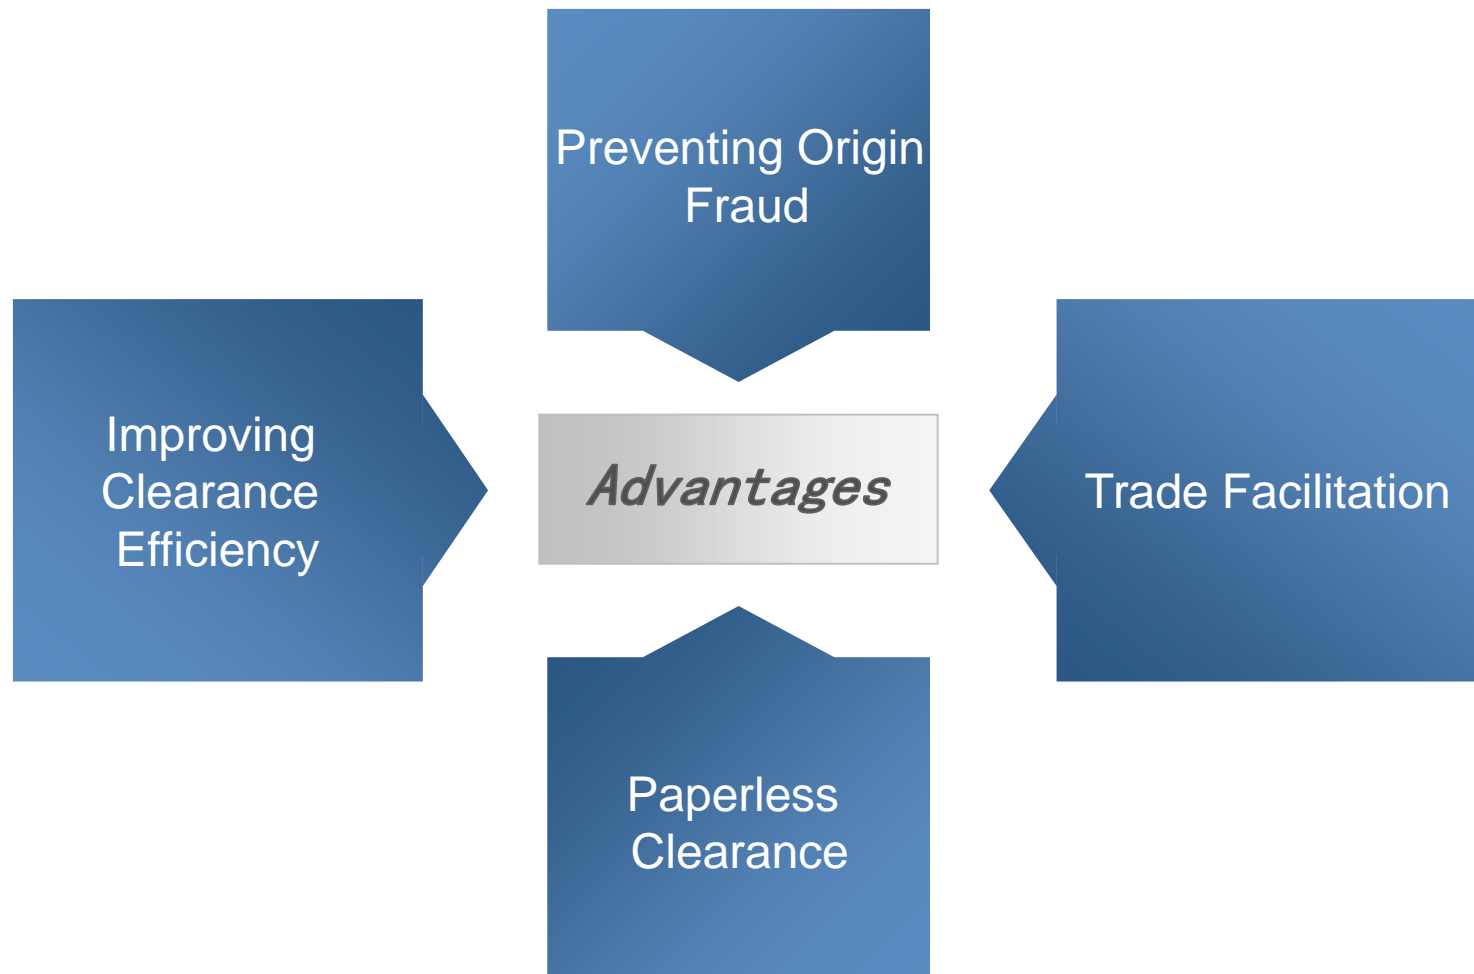 Preventing Origin
Fraud
Improving
Clearance
Efficiency
Advantages
Trade Facilitation
Paperless
Clearance